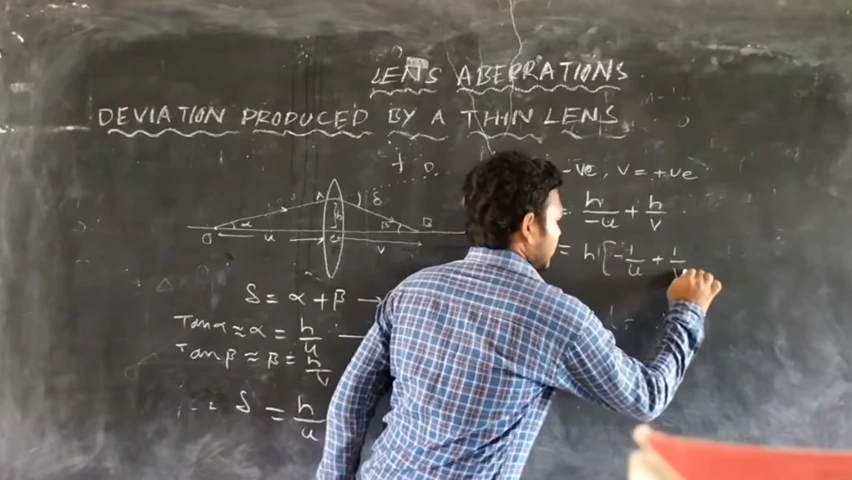 LENS ABERRATIONS
DEVIATION PRODUCED BY A THIN LENS
-ve, v = +ve
A δ
h
α β B
O u C v
h/-u + h/v
= h[-1/u + 1/v
δ = α + β →
Tanα ≈ α = h/u —
Tanβ ≈ β = h/v
∴ δ = h/u